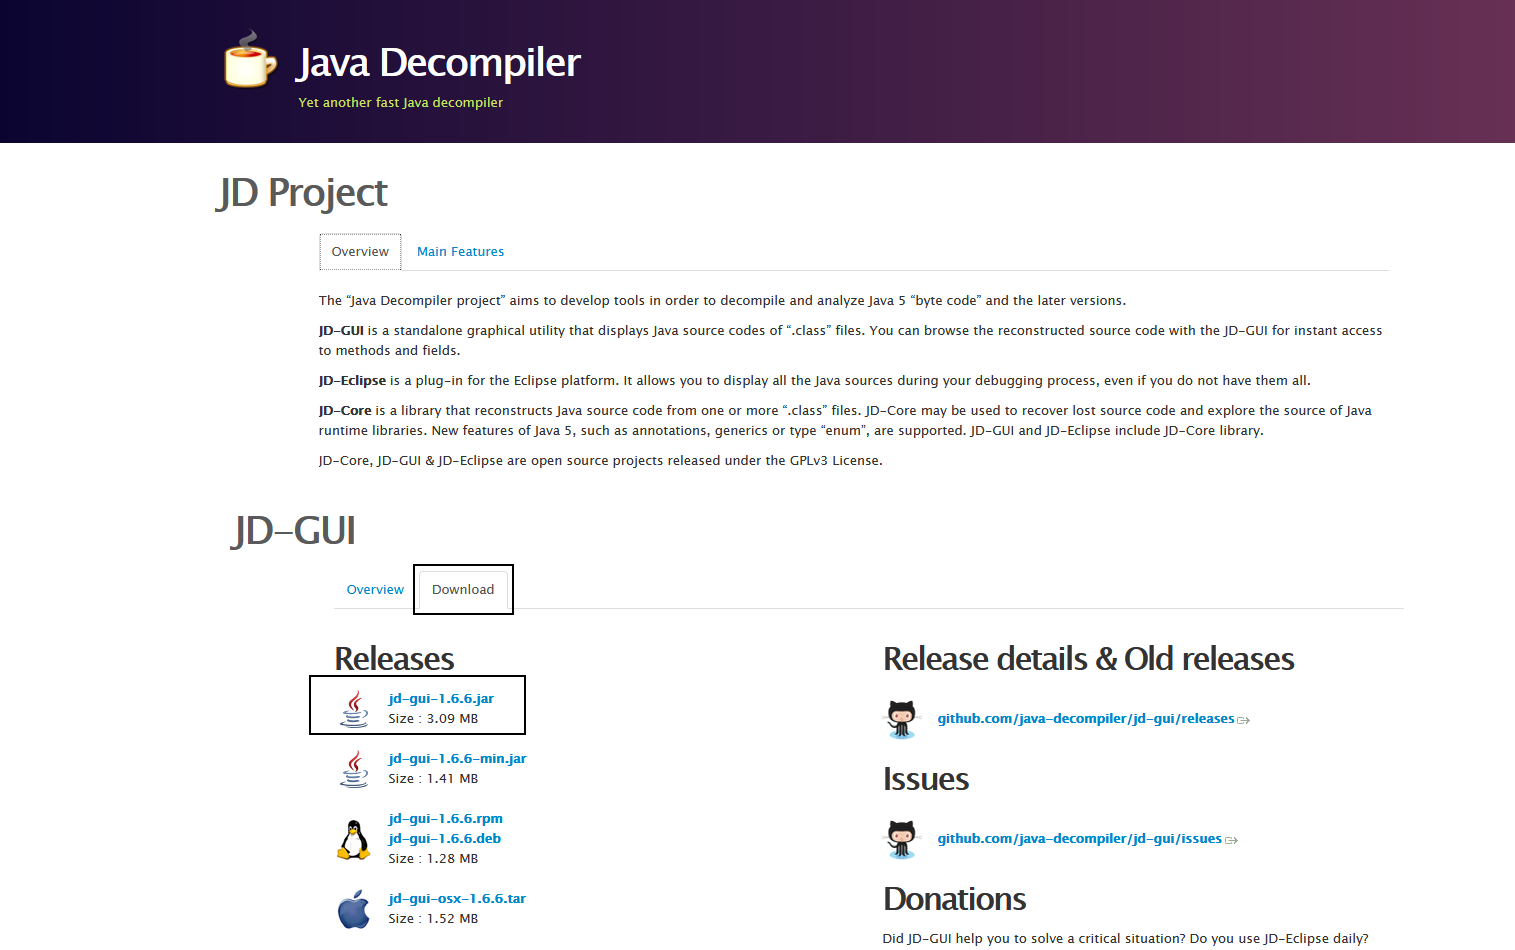 Java Decompiler
Yet another fast Java decompiler
JD Project
Overview
Main Features
The “Java Decompiler project” aims to develop tools in order to decompile and analyze Java 5 “byte code” and the later versions.
JD-GUI is a standalone graphical utility that displays Java source codes of “.class” files. You can browse the reconstructed source code with the JD-GUI for instant access
to methods and fields.
JD-Eclipse is a plug-in for the Eclipse platform. It allows you to display all the Java sources during your debugging process, even if you do not have them all.
JD-Core is a library that reconstructs Java source code from one or more “.class” files. JD-Core may be used to recover lost source code and explore the source of Java
runtime libraries. New features of Java 5, such as annotations, generics or type “enum”, are supported. JD-GUI and JD-Eclipse include JD-Core library.
JD-Core, JD-GUI & JD-Eclipse are open source projects released under the GPLv3 License.
JD-GUI
Overview
Download
Releases
jd-gui-1.6.6.jar
Size : 3.09 MB
jd-gui-1.6.6-min.jar
Size : 1.41 MB
jd-gui-1.6.6.rpm
jd-gui-1.6.6.deb
Size : 1.28 MB
jd-gui-osx-1.6.6.tar
Size : 1.52 MB
Release details & Old releases
github.com/java-decompiler/jd-gui/releases
Issues
github.com/java-decompiler/jd-gui/issues
Donations
Did JD-GUI help you to solve a critical situation? Do you use JD-Eclipse daily?